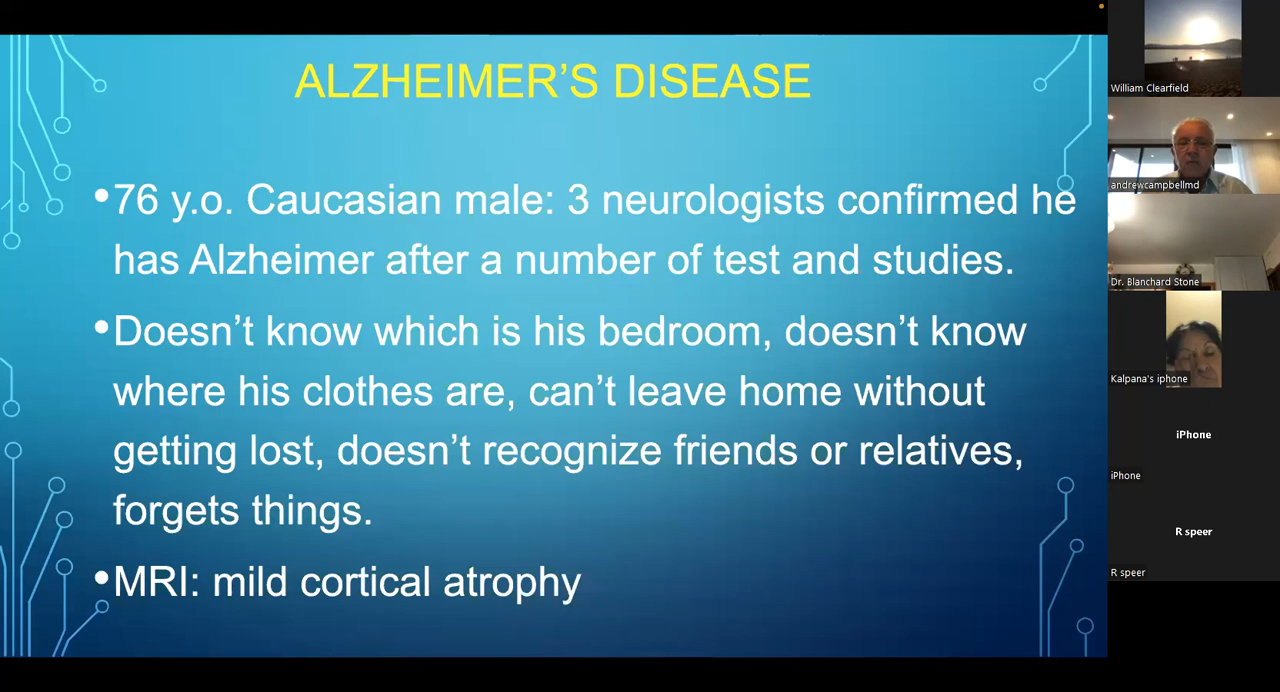 ALZHEIMER’S DISEASE
•76 y.o. Caucasian male: 3 neurologists confirmed he
has Alzheimer after a number of test and studies.
•Doesn’t know which is his bedroom, doesn’t know
where his clothes are, can’t leave home without
getting lost, doesn’t recognize friends or relatives,
forgets things.
•MRI: mild cortical atrophy
William Clearfield
andrewcampbellmd
Dr. Blanchard Stone
Kalpana's iphone
iPhone
iPhone
R speer
R speer